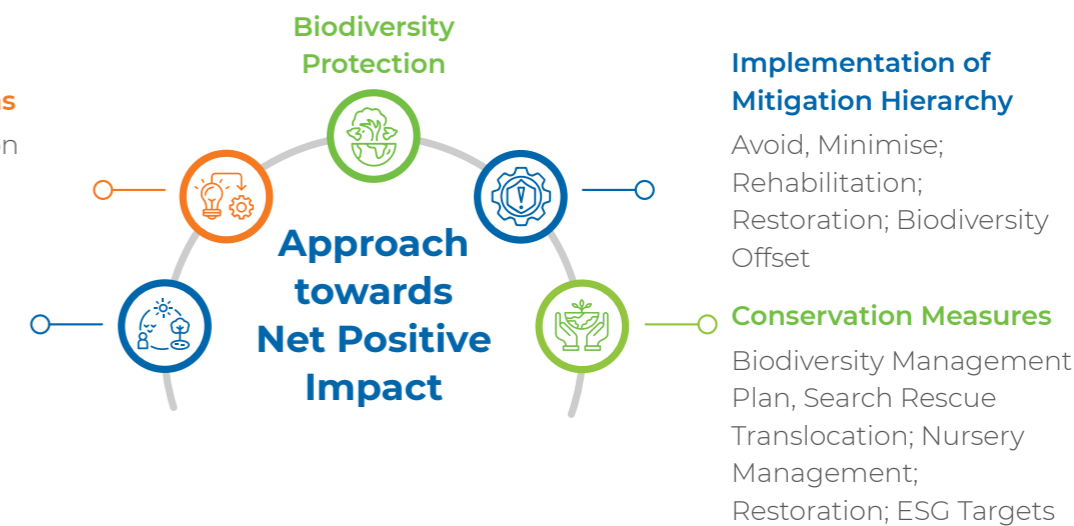 Biodiversity
Protection
Approach
towards
Net Positive
Impact
Implementation of
Mitigation Hierarchy
Avoid, Minimise;
Rehabilitation;
Restoration; Biodiversity
Offset
Conservation Measures
Biodiversity Management
Plan, Search Rescue
Translocation; Nursery
Management;
Restoration; ESG Targets